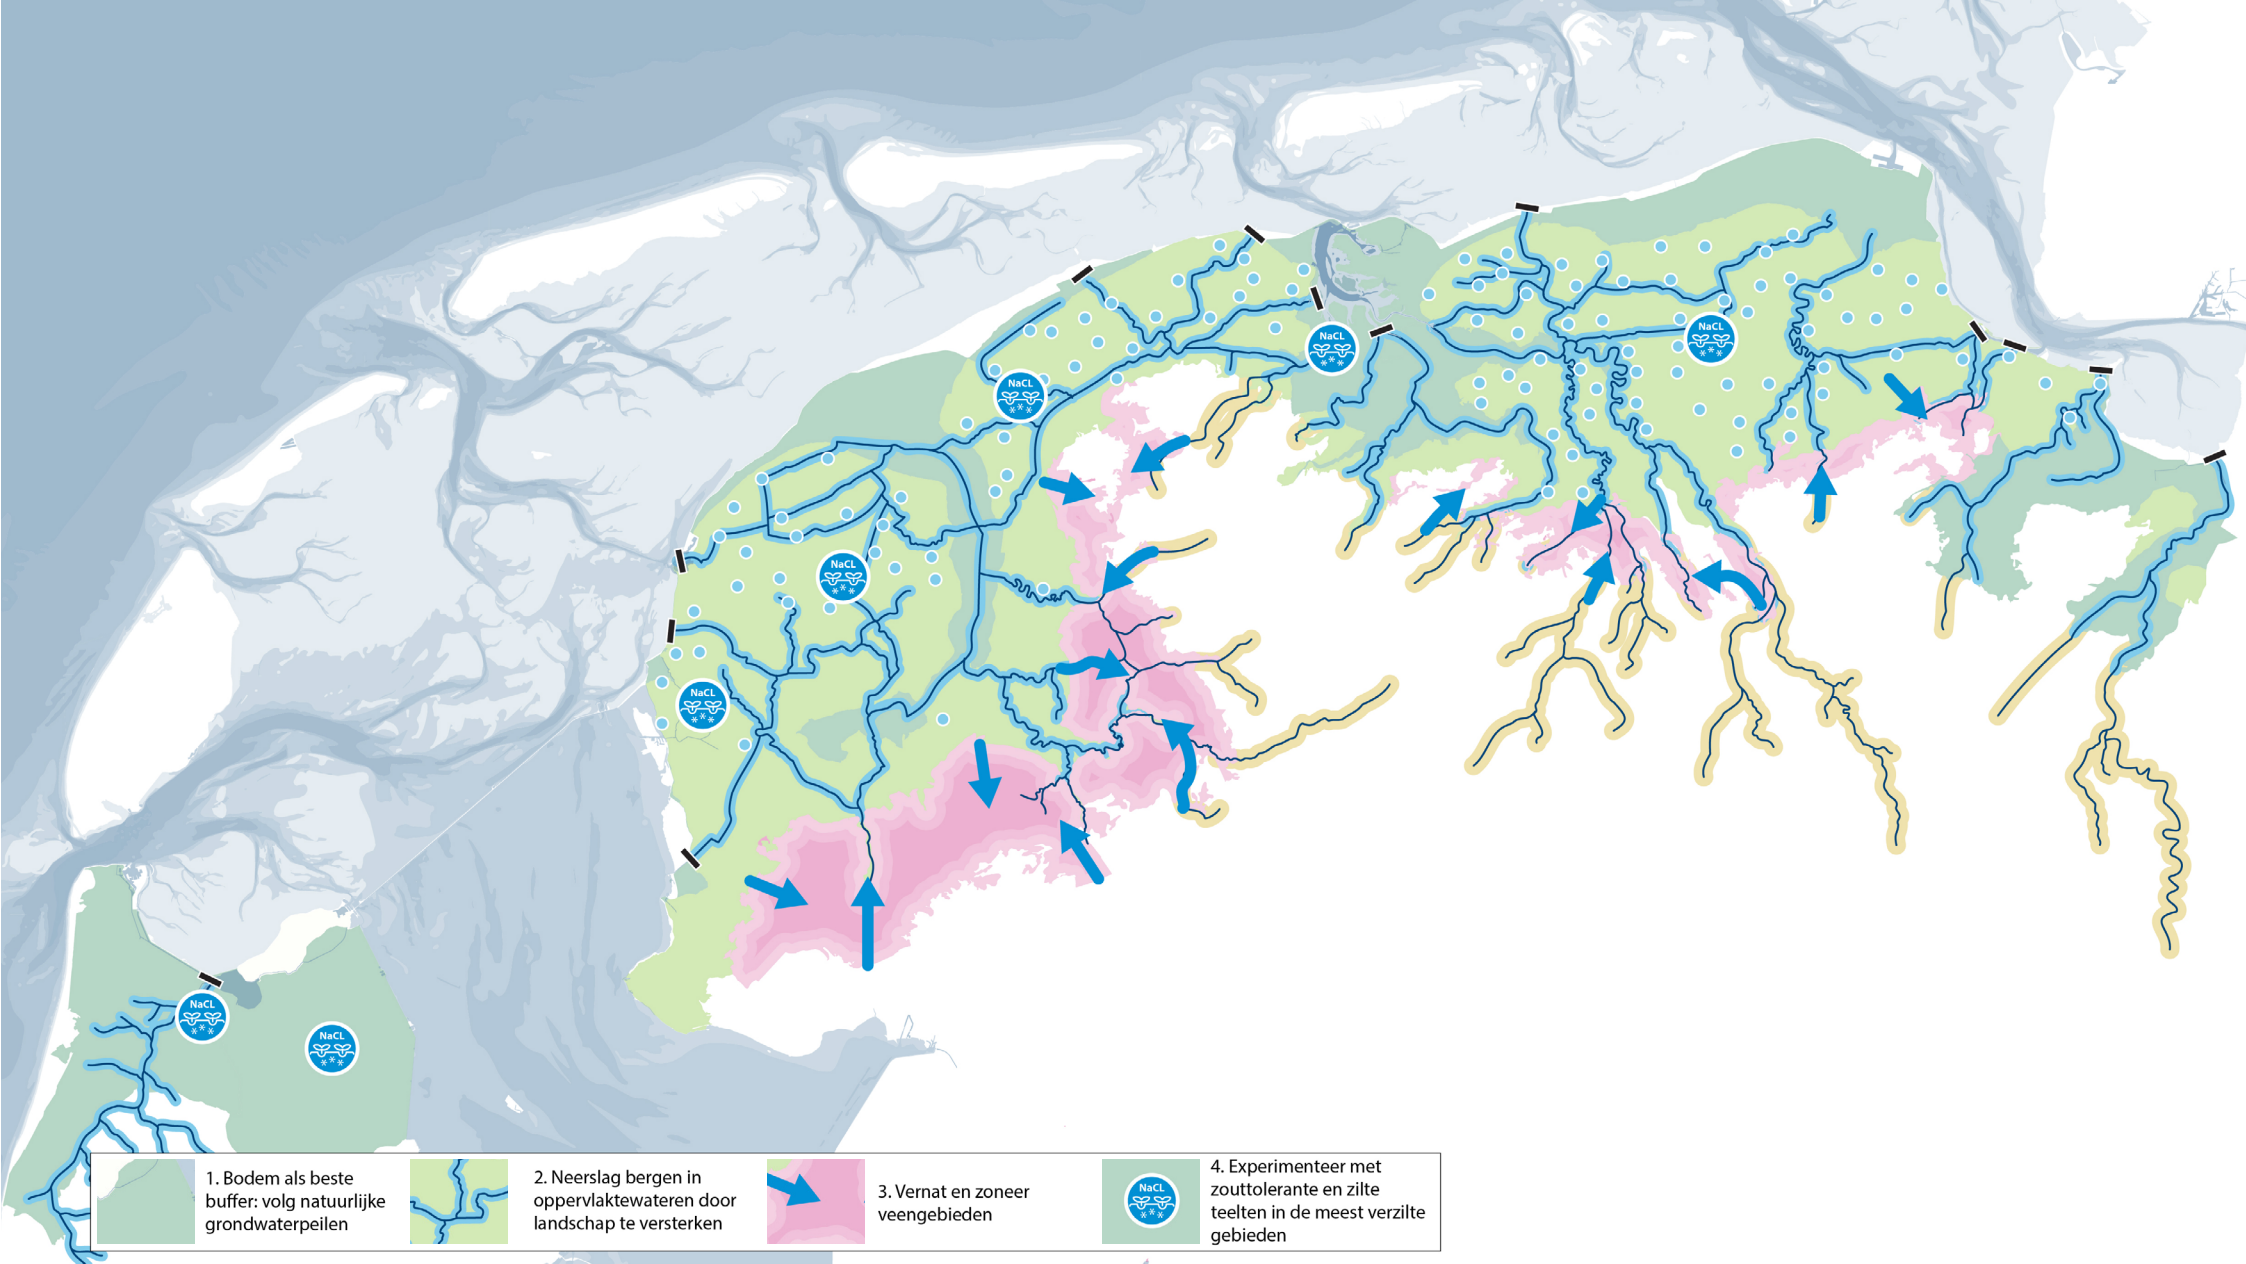 NaCL
NaCL
NaCL
NaCL
NaCL
NaCL
NaCL
1. Bodem als beste
buffer: volg natuurlijke
grondwaterpeilen
2. Neerslag bergen in
oppervlaktewateren door
landschap te versterken
3. Vernat en zoneer
veengebieden
NaCL
4. Experimenteer met
zouttolerante en zilte
teelten in de meest verzilte
gebieden